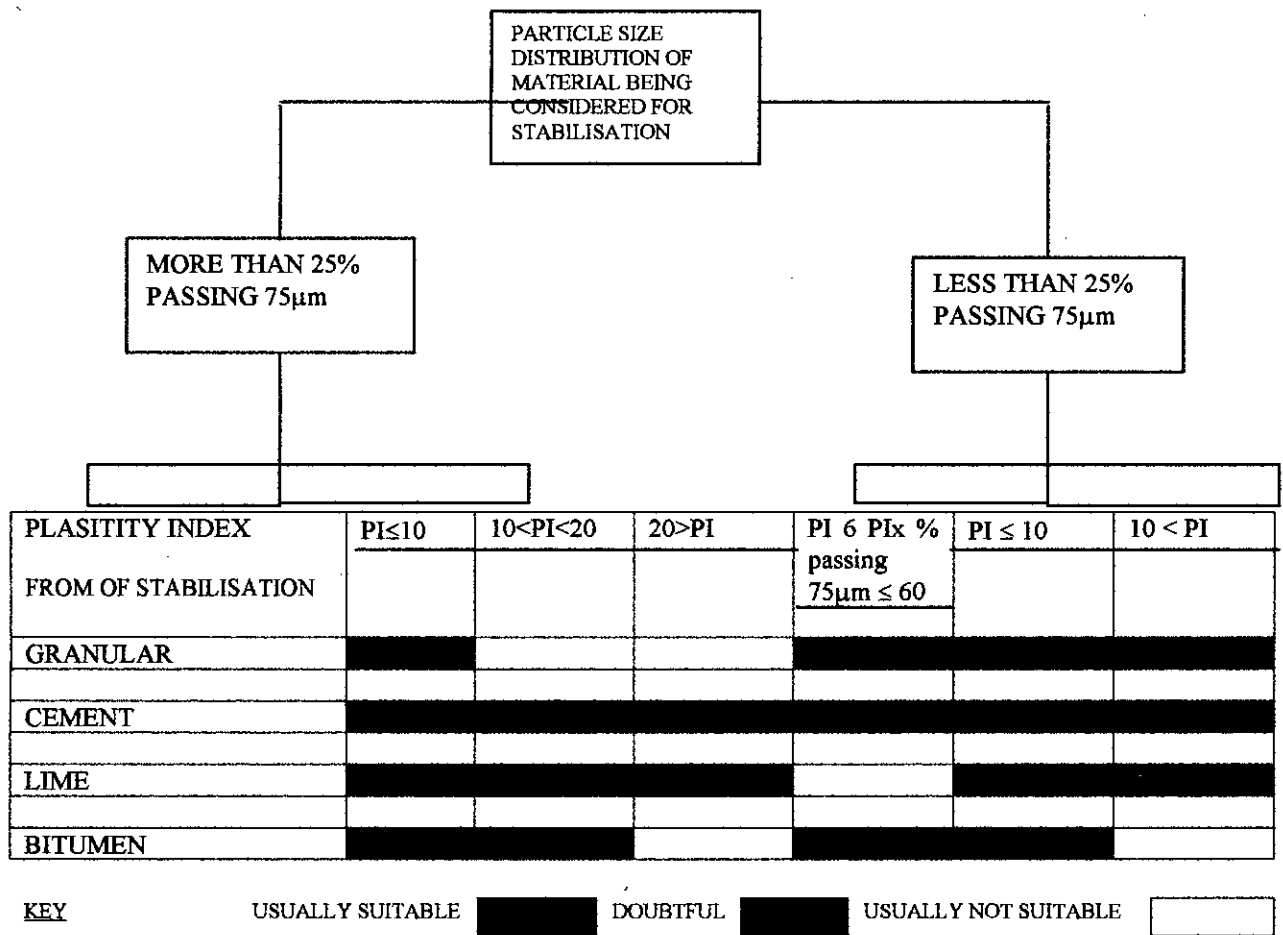 PARTICLE SIZE
DISTRIBUTION OF
MATERIAL BEING
CONSIDERED FOR
STABILISATION
MORE THAN 25%
PASSING 75µm
LESS THAN 25%
PASSING 75µm
PLASITITY INDEX
FROM OF STABILISATION
PI≤10
10<PI<20
20>PI
PI 6 PIx %
passing
75µm ≤ 60
PI ≤ 10
10 < PI
GRANULAR
CEMENT
LIME
BITUMEN
KEY USUALLY SUITABLE DOUBTFUL USUALLY NOT SUITABLE